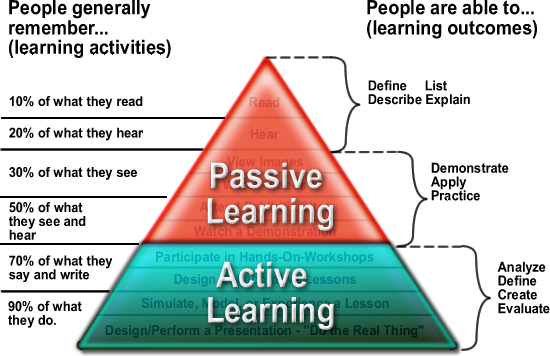 People generally
remember...
(learning activities)
People are able to...
(learning outcomes)
10% of what they read
20% of what they hear
30% of what they see
50% of what
they see and
hear
70% of what they
say and write
90% of what
they do.
Read
Hear
View Images
Passive
Learning
Watch a Demonstration
Participate in Hands-On-Workshops
Design Lessons
Active
Simulate, Model, or Experience a Lesson
Learning
Design/Perform a Presentation - "Do the Real Thing"
Define List
Describe Explain
Demonstrate
Apply
Practice
Analyze
Define
Create
Evaluate